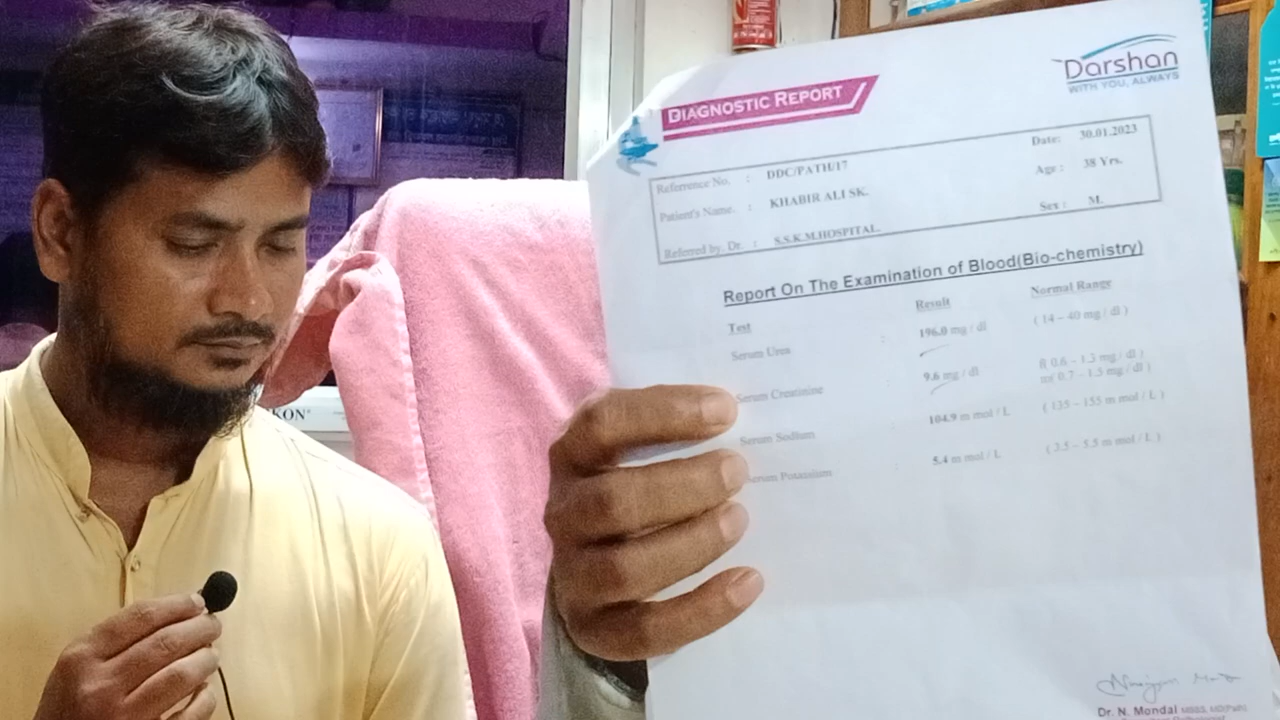 Darshan
WITH YOU, ALWAYS
DIAGNOSTIC REPORT
Referrence No. : DDC/PATH/17 Date: 30.01.2023
Patient's Name. : KHABIR ALI SK. Age : 38 Yrs.
Referred by, Dr. : S.S.K.M.HOSPITAL. Sex : M.
Report On The Examination of Blood(Bio-chemistry)
Test Result Normal Range
Serum Urea : 196.0 mg / dl ( 14 – 40 mg / dl )
Serum Creatinine : 9.6 mg / dl fl 0.6 – 1.3 mg / dl )
m( 0.7 – 1.5 mg / dl )
Serum Sodium : 104.9 m mol / L ( 135 – 155 m mol / L )
Serum Potassium : 5.4 m mol / L ( 3.5 – 5.5 m mol / L )
Dr. N. Mondal
KON